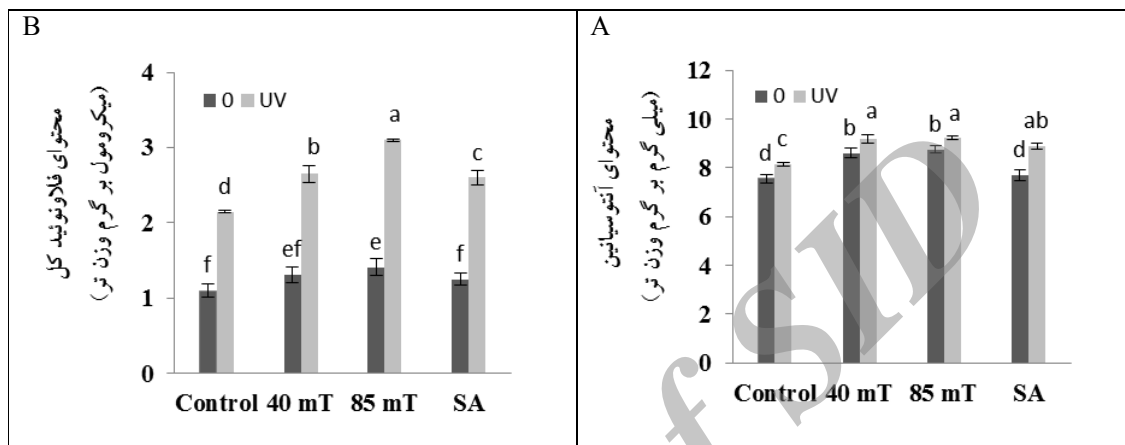 B
محتوای فلاونوئید کل
(میکرومول بر گرم وزن تر)
4
3
2
1
0
0 UV
f d ef b e a f c
Control 40 mT 85 mT SA
A
محتوای آنتوسیانین
(میلی گرم بر گرم وزن تر)
12
10
8
6
4
2
0
0 UV
d c b a b a d ab
Control 40 mT 85 mT SA
f SID